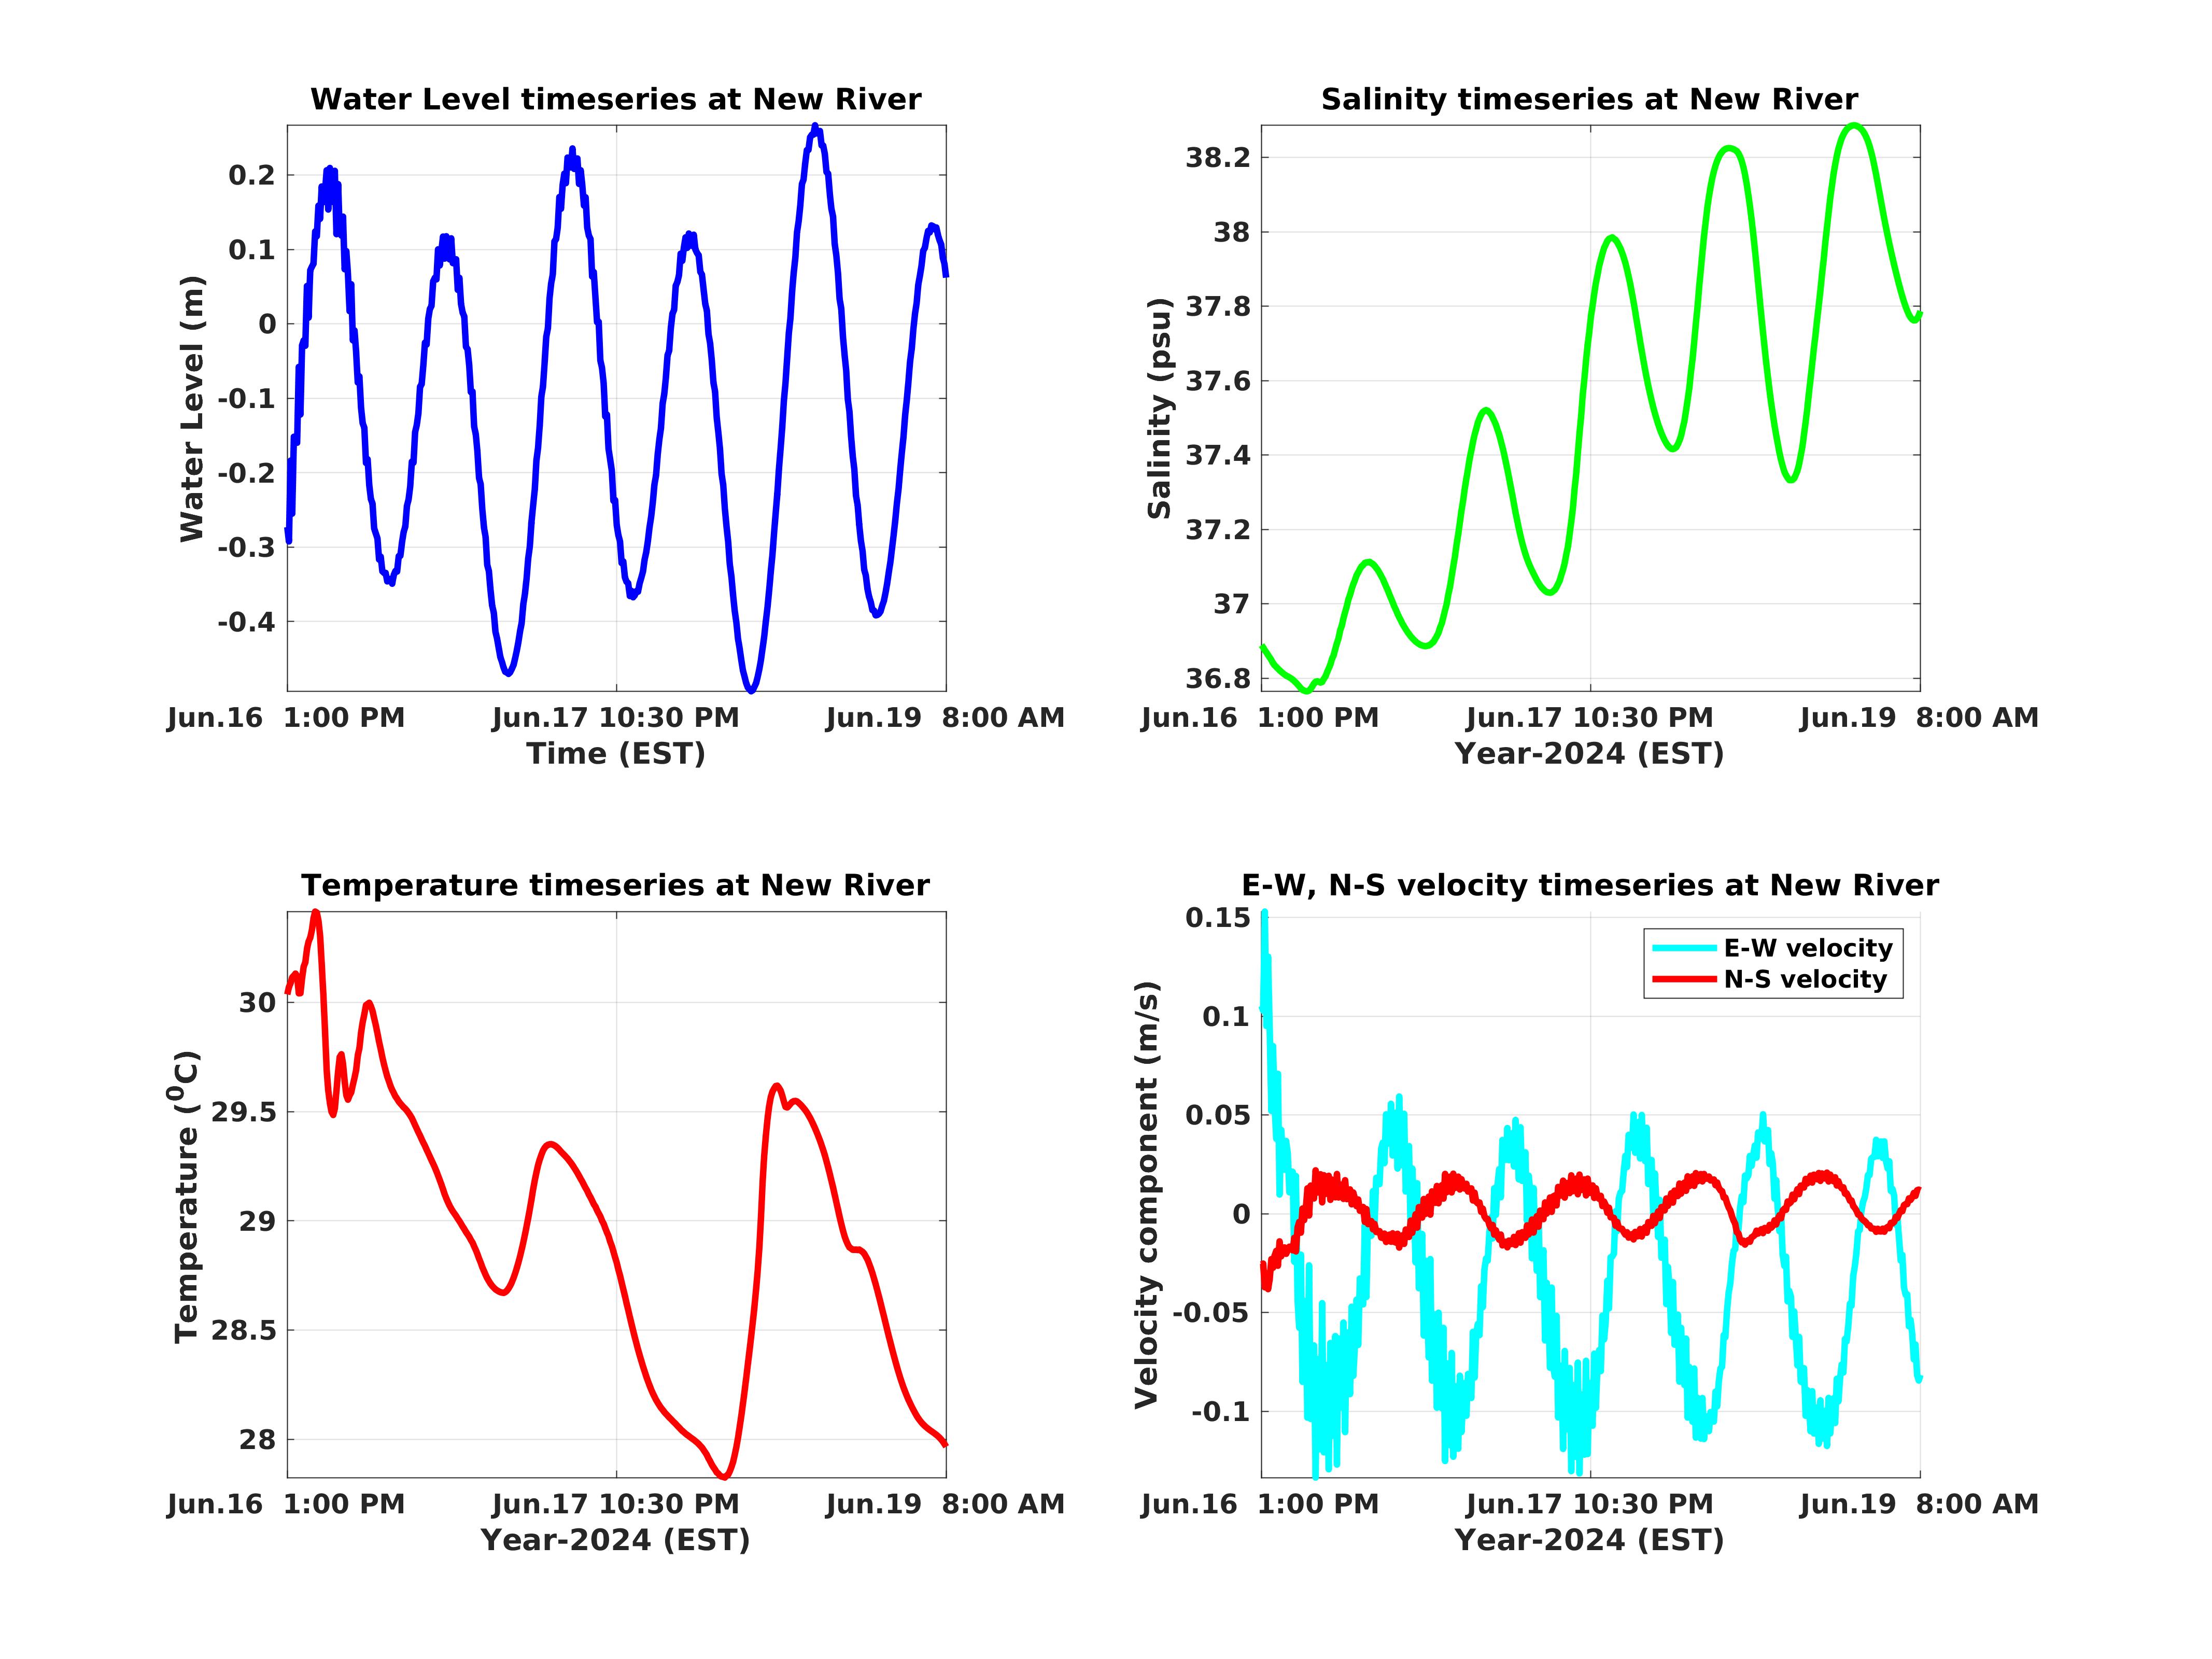 Water Level timeseries at New River
Water Level (m)
0.2
0.1
0
-0.1
-0.2
-0.3
-0.4
Jun.16 1:00 PM Jun.17 10:30 PM Jun.19 8:00 AM
Time (EST)
Salinity timeseries at New River
Salinity (psu)
38.2
38
37.8
37.6
37.4
37.2
37
36.8
Jun.16 1:00 PM Jun.17 10:30 PM Jun.19 8:00 AM
Year-2024 (EST)
Temperature timeseries at New River
Temperature (⁰C)
30
29.5
29
28.5
28
Jun.16 1:00 PM Jun.17 10:30 PM Jun.19 8:00 AM
Year-2024 (EST)
E-W, N-S velocity timeseries at New River
Velocity component (m/s)
0.15
0.1
0.05
0
-0.05
-0.1
E-W velocity
N-S velocity
Jun.16 1:00 PM Jun.17 10:30 PM Jun.19 8:00 AM
Year-2024 (EST)